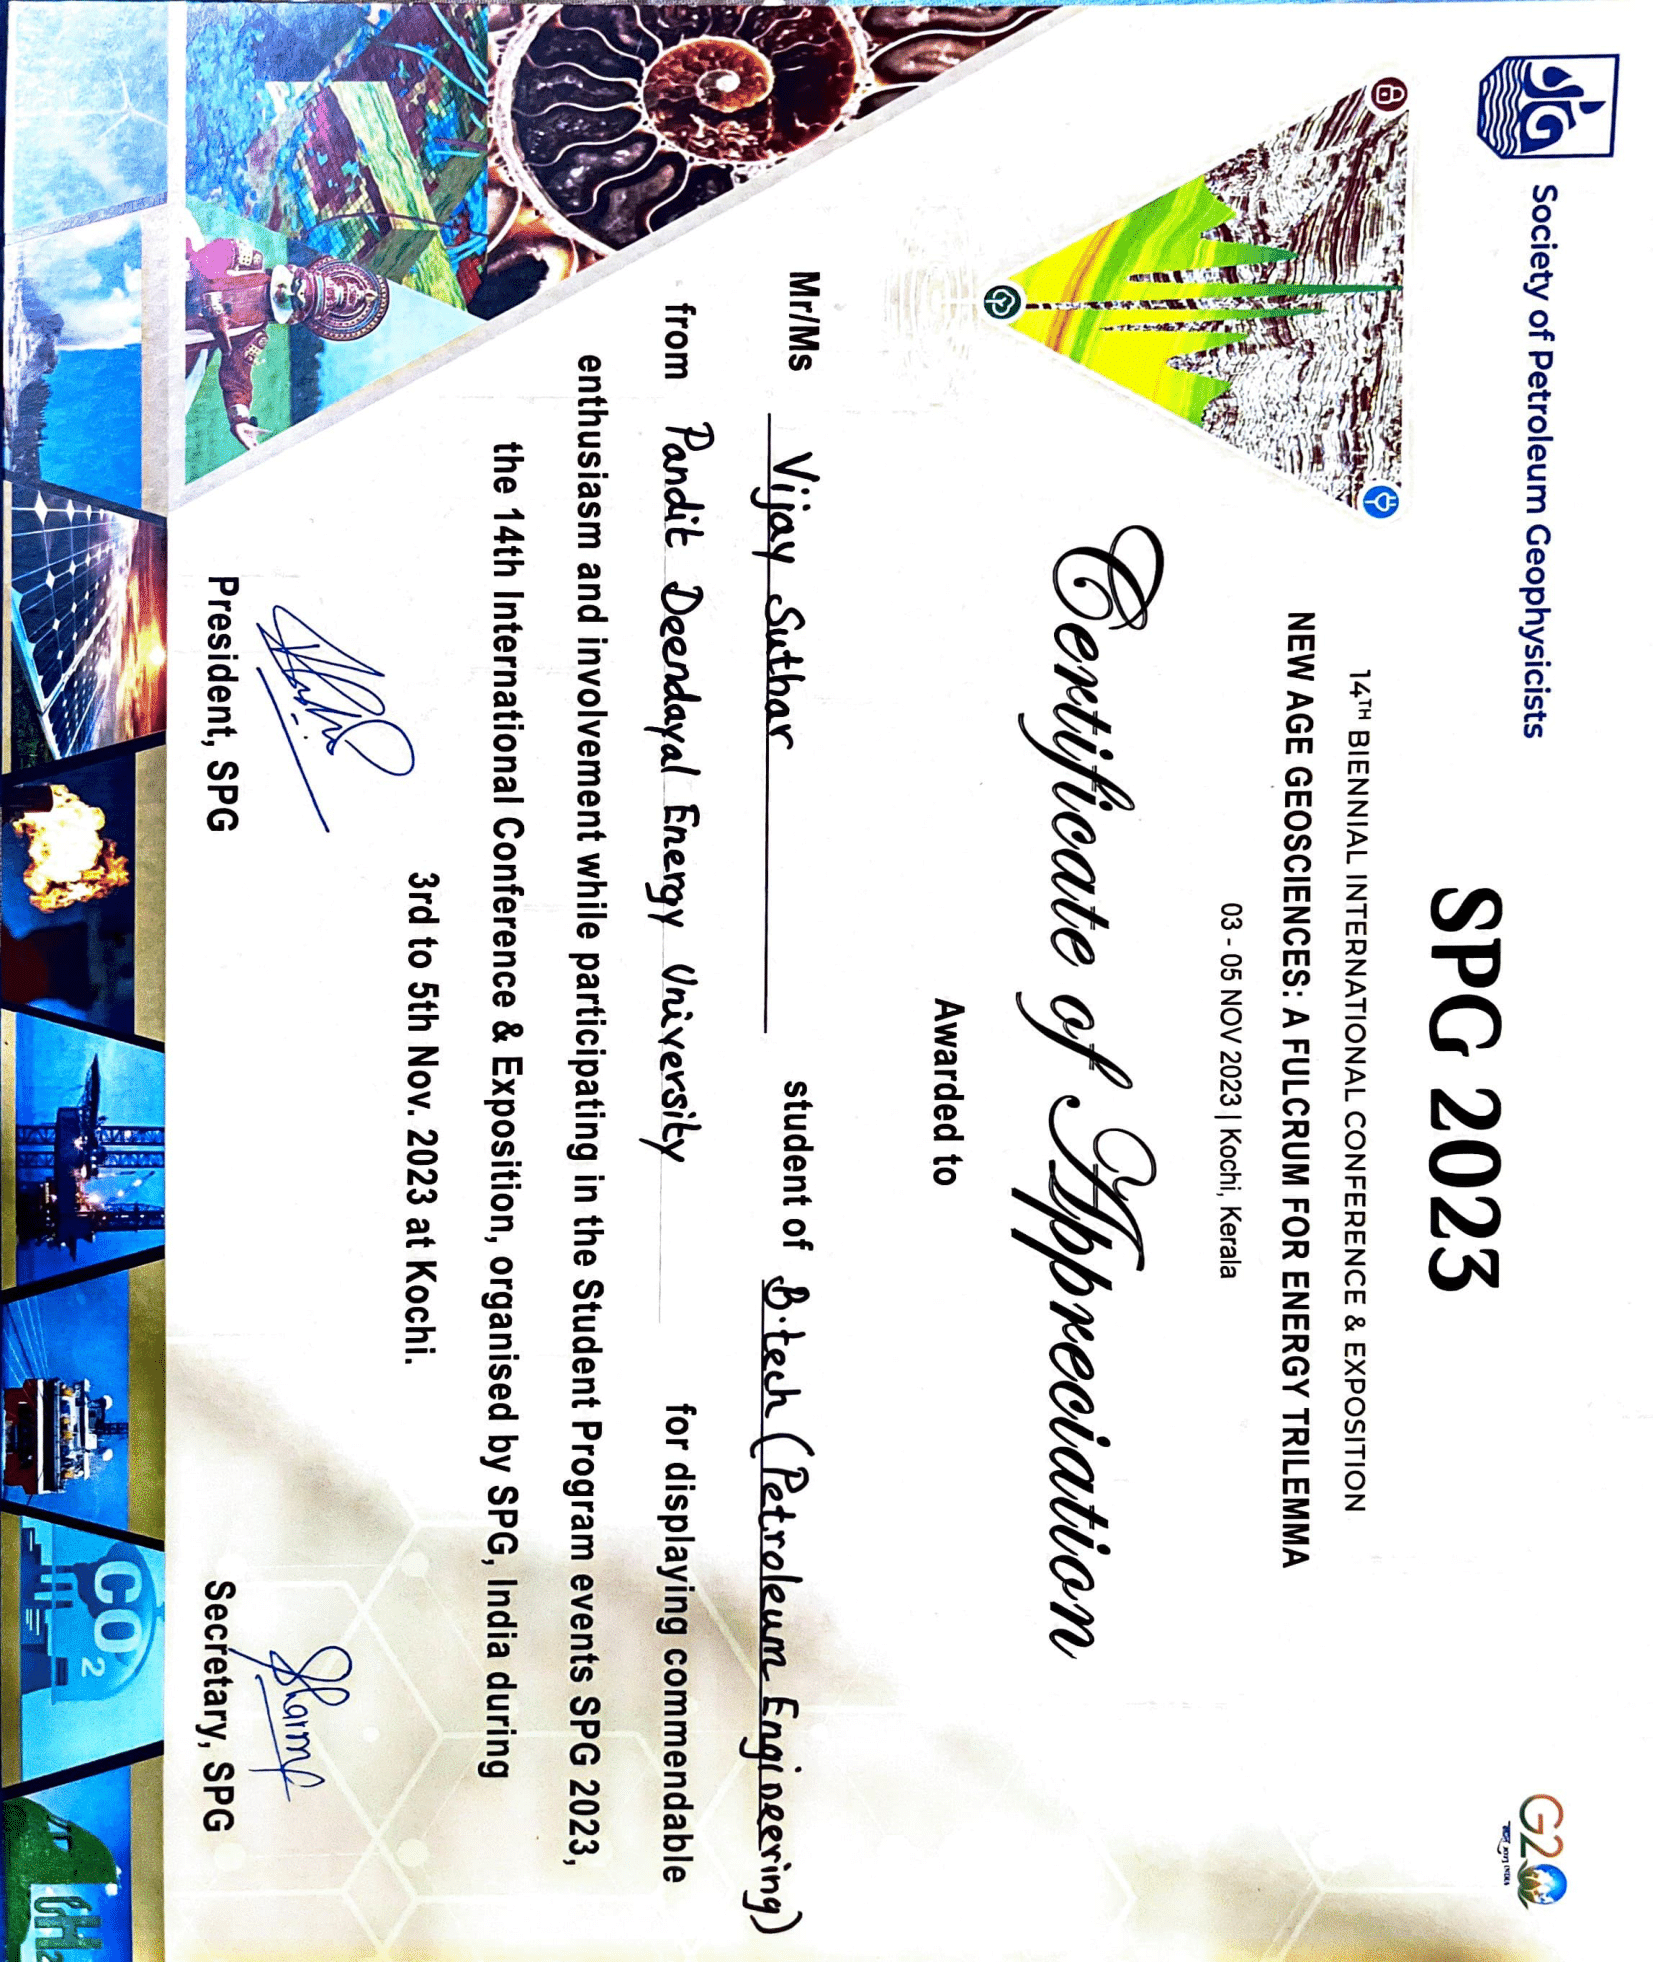 Society of Petroleum Geophysicists
SPG 2023
14TH BIENNIAL INTERNATIONAL CONFERENCE & EXPOSITION
NEW AGE GEOSCIENCES: A FULCRUM FOR ENERGY TRILEMMA
03 - 05 NOV 2023 | Kochi, Kerala
G20
Certificate of Appreciation
Awarded to
Mr/Ms Vijay Suthar student of B.tech (Petroleum Engineering)
from Pandit Deendayal Energy University for displaying commendable
enthusiasm and involvement while participating in the Student Program events SPG 2023,
the 14th International Conference & Exposition, organised by SPG, India during
3rd to 5th Nov. 2023 at Kochi.
Sharma
President, SPG
Secretary, SPG
CO2
H2